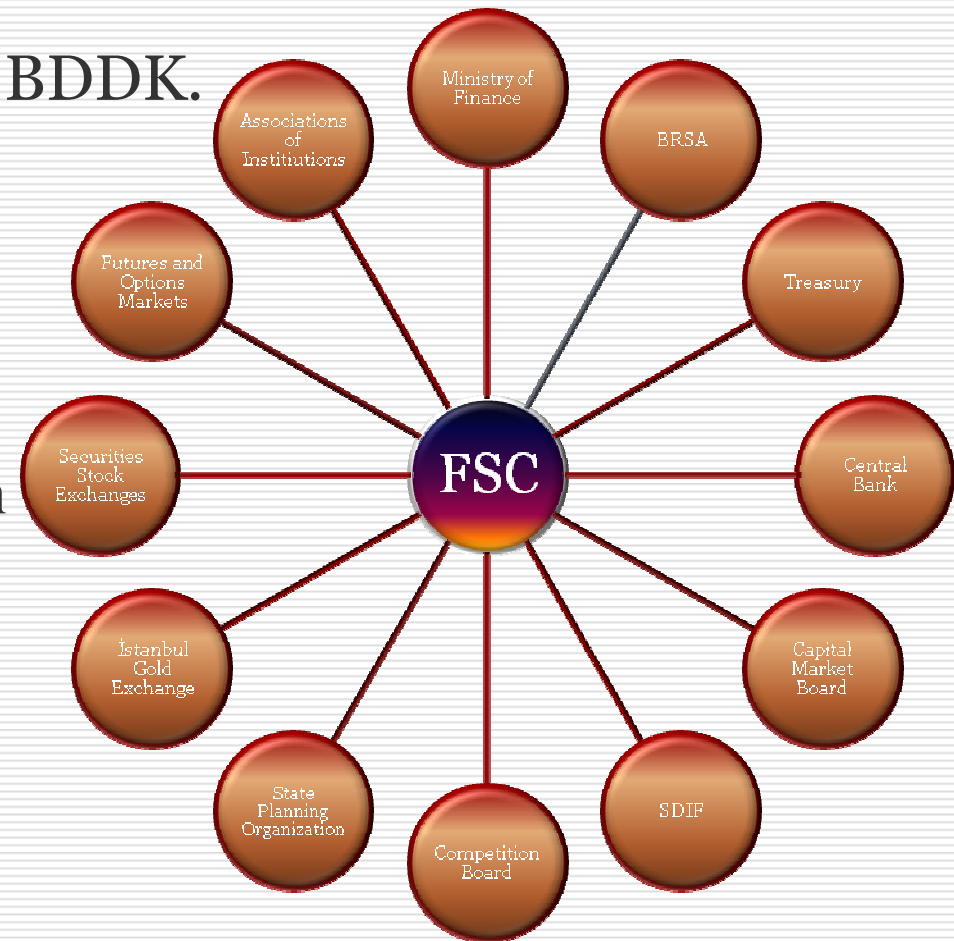 BDDK.
Ministry of
Finance
BRSA
Treasury
Central
Bank
Capital
Market
Board
SDIF
Competition
Board
State
Planning
Organization
İstanbul
Gold
Exchange
Securities
Stock
Exchanges
Futures and
Options
Markets
Associations
of
Institiutions
FSC